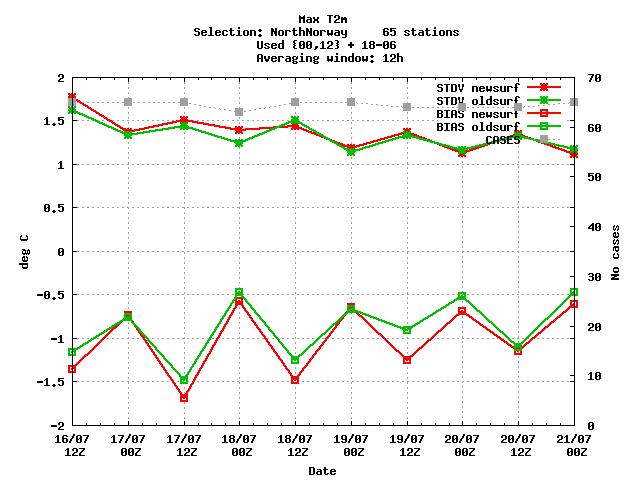 Max T2m
Selection: NorthNorway 65 stations
Used {00,12} + 18-06
Averaging window: 12h
STDV newsurf
STDV oldsurf
BIAS newsurf
BIAS oldsurf
CASES
2
1.5
1
0.5
0
-0.5
-1
-1.5
-2
deg C
70
60
50
40
30
20
10
0
No cases
16/07 17/07 17/07 18/07 18/07 19/07 19/07 20/07 20/07 21/07
12Z 00Z 12Z 00Z 12Z 00Z 12Z 00Z 12Z 00Z
Date